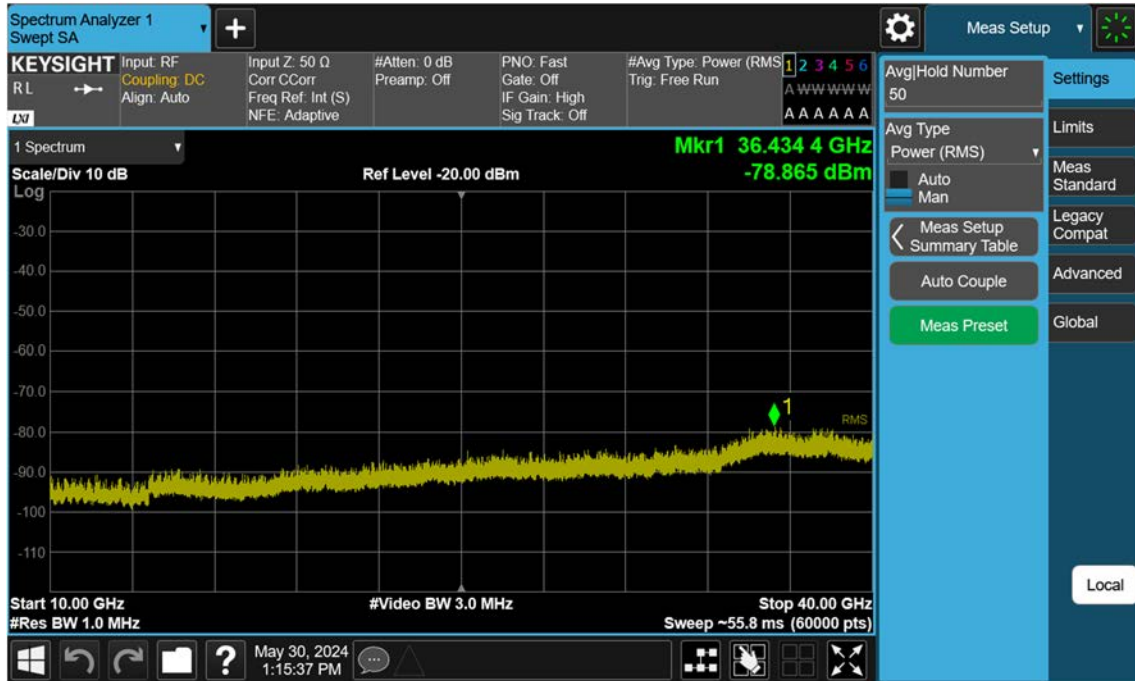 Spectrum Analyzer 1
Swept SA
+
Meas Setup
KEYSIGHT
R L
LXI
Input: RF
Coupling: DC
Align: Auto
Input Z: 50 Ω
Corr CCorr
Freq Ref: Int (S)
NFE: Adaptive
#Atten: 0 dB
Preamp: Off
PNO: Fast
Gate: Off
IF Gain: High
Sig Track: Off
#Avg Type: Power (RMS
Trig: Free Run
1 2 3 4 5 6
A W W W W W
A A A A A A
1 Spectrum
Mkr1 36.434 4 GHz
-78.865 dBm
Scale/Div 10 dB
Ref Level -20.00 dBm
Log
-30.0
-40.0
-50.0
-60.0
-70.0
-80.0
-90.0
-100
-110
1
RMS
Start 10.00 GHz
#Video BW 3.0 MHz
Stop 40.00 GHz
#Res BW 1.0 MHz
Sweep ~55.8 ms (60000 pts)
Avg|Hold Number
50
Avg Type
Power (RMS)
Auto
Man
Meas Setup
Summary Table
Auto Couple
Meas Preset
Settings
Limits
Meas
Standard
Legacy
Compat
Advanced
Global
Local
?
May 30, 2024
1:15:37 PM